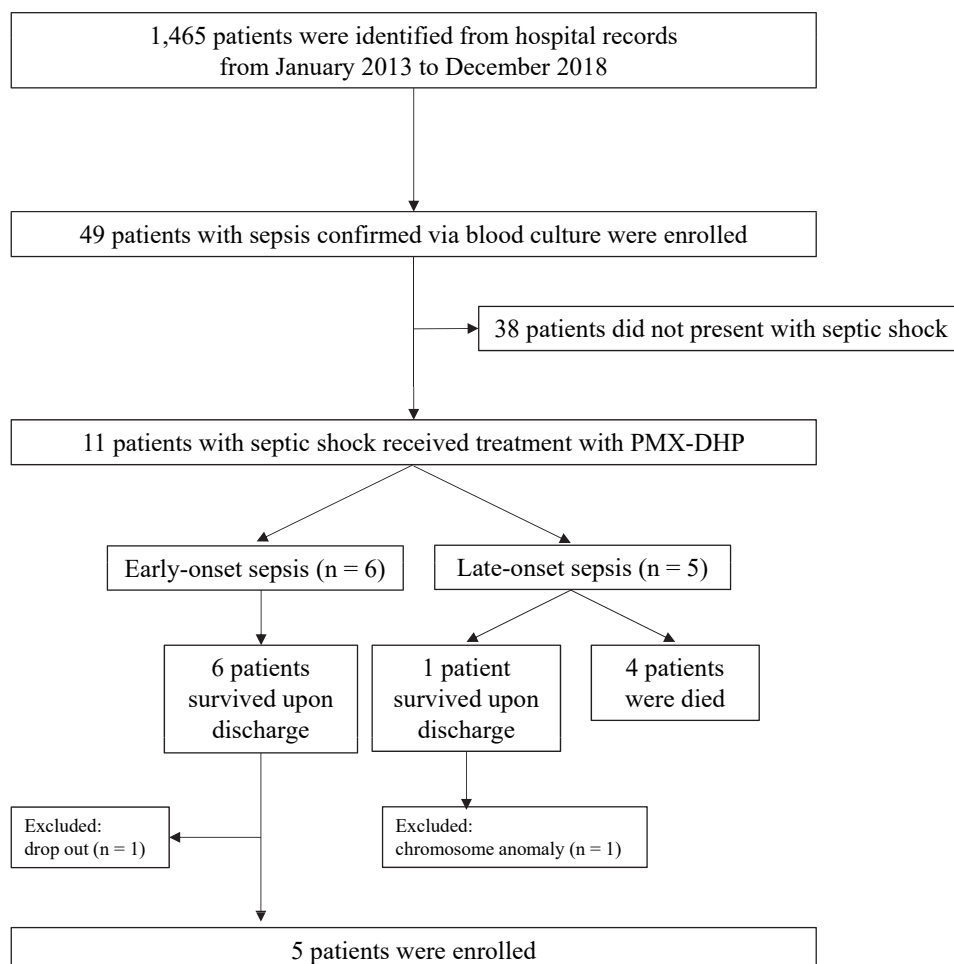 1,465 patients were identified from hospital records
from January 2013 to December 2018
49 patients with sepsis confirmed via blood culture were enrolled
38 patients did not present with septic shock
11 patients with septic shock received treatment with PMX-DHP
Early-onset sepsis (n = 6)
Late-onset sepsis (n = 5)
6 patients
survived upon
discharge
1 patient
survived upon
discharge
4 patients
were died
Excluded:
drop out (n = 1)
Excluded:
chromosome anomaly (n = 1)
5 patients were enrolled